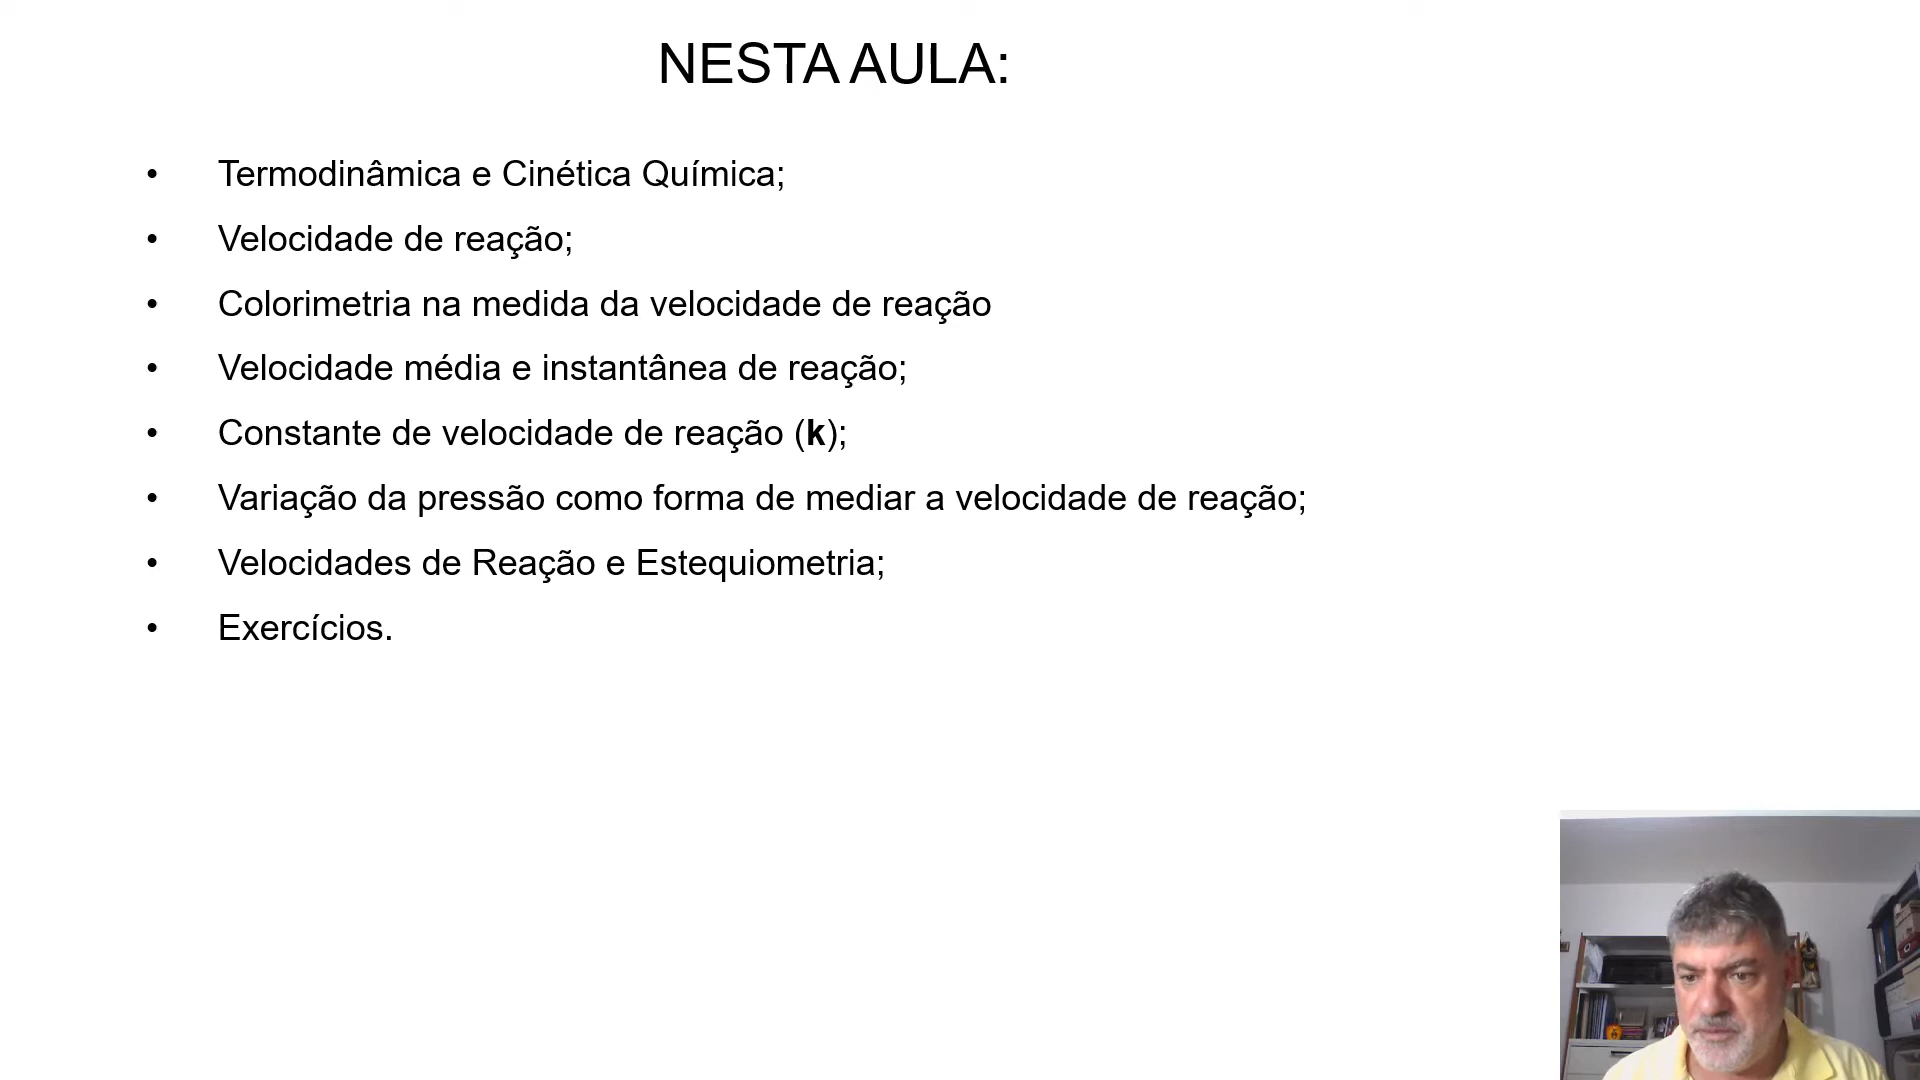 NESTA AULA:
• Termodinâmica e Cinética Química;
• Velocidade de reação;
• Colorimetria na medida da velocidade de reação
• Velocidade média e instantânea de reação;
• Constante de velocidade de reação (k);
• Variação da pressão como forma de mediar a velocidade de reação;
• Velocidades de Reação e Estequiometria;
• Exercícios.